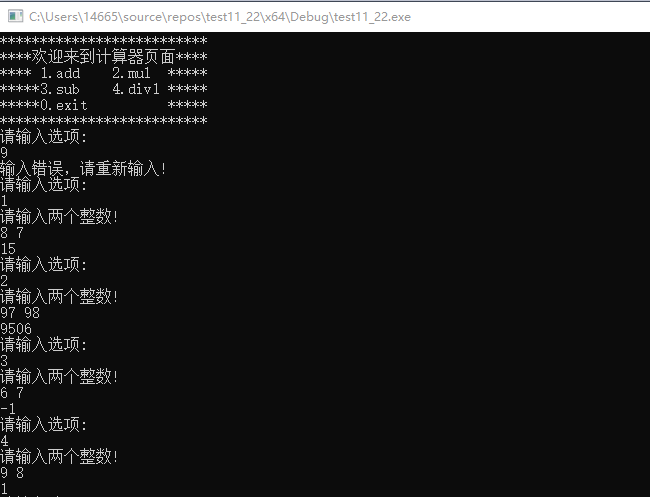 C:\Users\14665\source\repos\test11_22\x64\Debug\test11_22.exe
**************************
****欢迎来到计算器页面****
**** 1.add    2.mul  *****
*****3.sub    4.div1 *****
*****0.exit          *****
**************************
请输入选项:
9
输入错误，请重新输入!
请输入选项:
1
请输入两个整数!
8 7
15
请输入选项:
2
请输入两个整数!
97 98
9506
请输入选项:
3
请输入两个整数!
6 7
-1
请输入选项:
4
请输入两个整数!
9 8
1